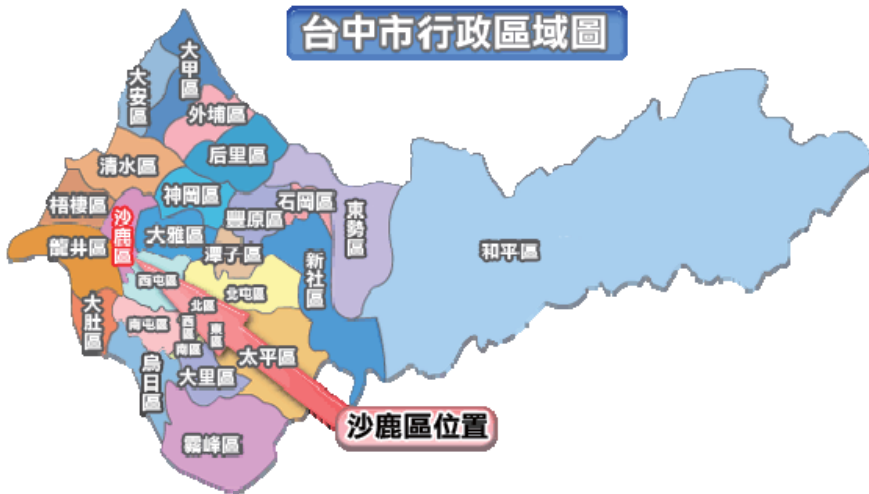 台中市行政區域圖
大甲區
大安區
外埔區
后里區
清水區
神岡區
石岡區
東勢區
梧棲區
沙鹿區
大雅區
豐原區
潭子區
龍井區
西屯區
北屯區
新社區
和平區
大肚區
南屯區
北區
西區
東區
南區
太平區
烏日區
大里區
霧峰區
沙鹿區位置